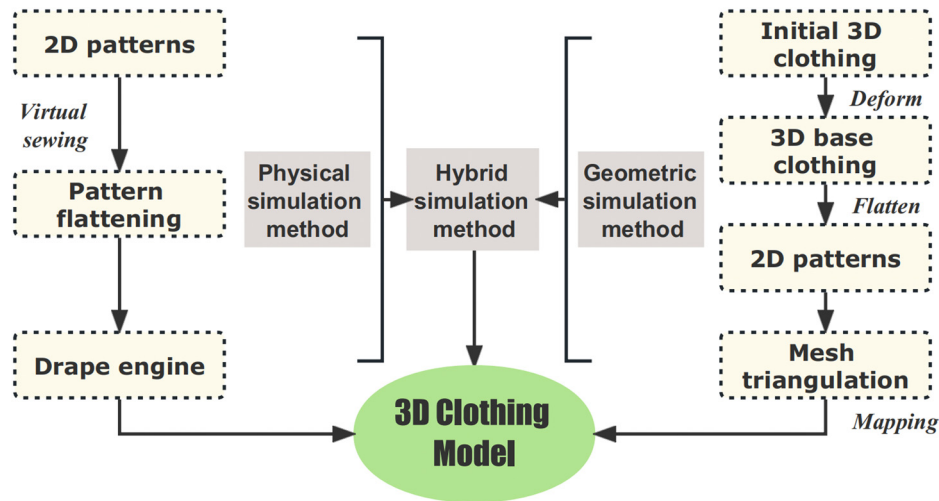 2D patterns
Virtual
sewing
Pattern
flattening
Drape engine
Physical
simulation
method
Hybrid
simulation
method
Geometric
simulation
method
3D Clothing
Model
Initial 3D
clothing
Deform
3D base
clothing
Flatten
2D patterns
Mesh
triangulation
Mapping